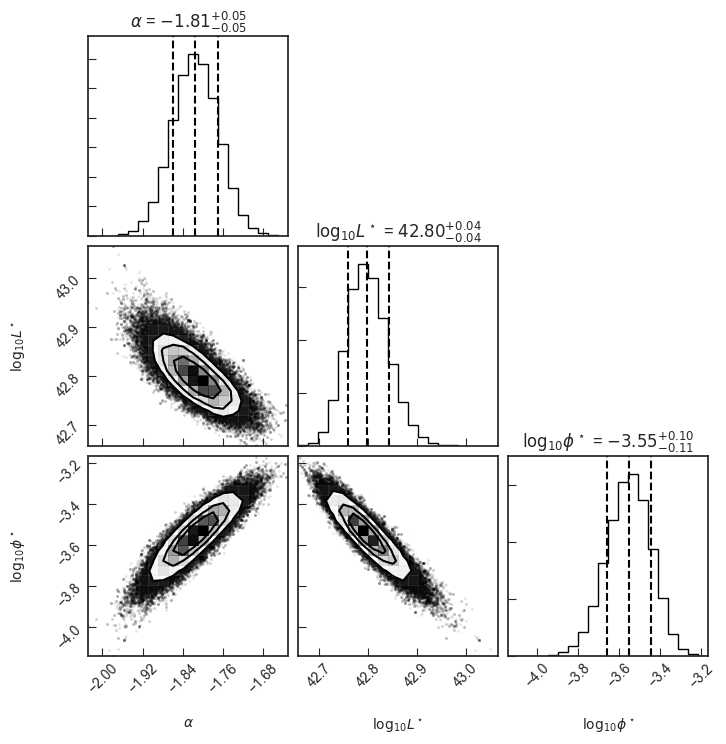 α = −1.81+0.05−0.05
log10L⋆ = 42.80+0.04−0.04
43.0
42.9
42.8
42.7
log10L⋆
log10ϕ⋆ = −3.55+0.10−0.11
−3.2
−3.4
−3.6
−3.8
−4.0
log10ϕ⋆
−2.00 −1.92 −1.84 −1.76 −1.68
42.7 42.8 42.9 43.0
−4.0 −3.8 −3.6 −3.4 −3.2
α log10L⋆ log10ϕ⋆